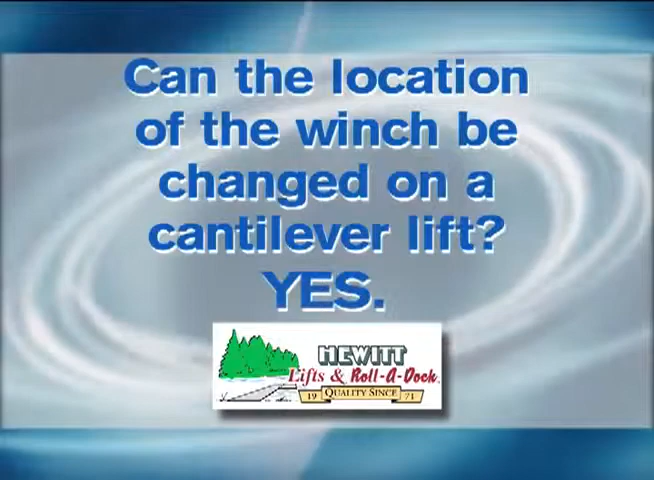 Can the location
of the winch be
changed on a
cantilever lift?
YES.
HEWITT
Lifts & Roll-A-Dock
19 QUALITY SINCE 71